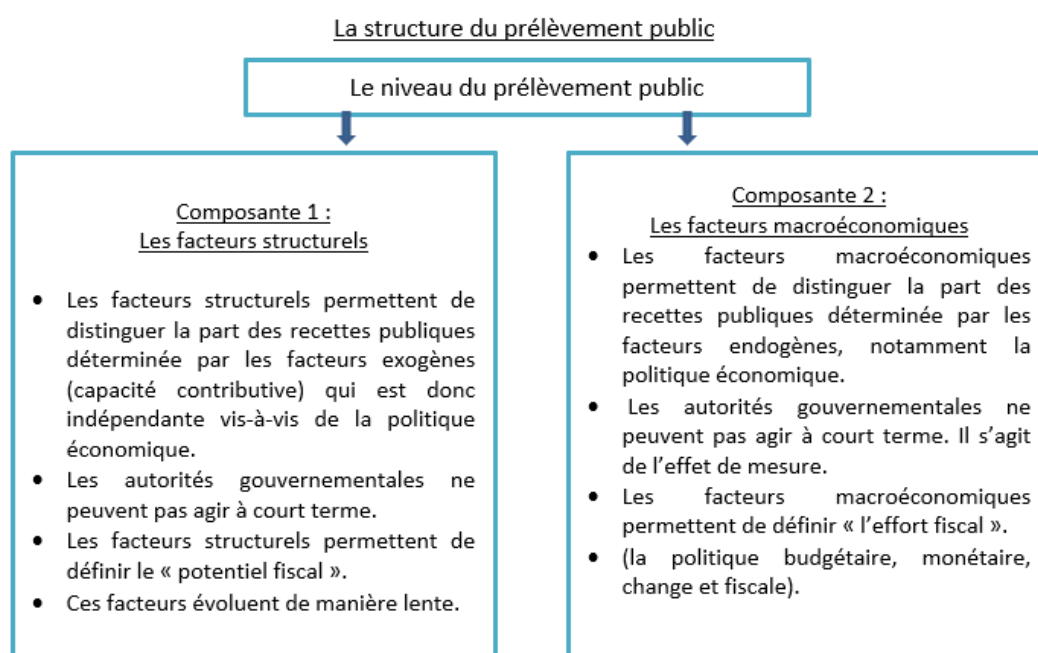 La structure du prélèvement public
Le niveau du prélèvement public
Composante 1 :
Les facteurs structurels
• Les facteurs structurels permettent de
distinguer la part des recettes publiques
déterminée par les facteurs exogènes
(capacité contributive) qui est donc
indépendante vis-à-vis de la politique
économique.
• Les autorités gouvernementales ne
peuvent pas agir à court terme.
• Les facteurs structurels permettent de
définir le « potentiel fiscal ».
• Ces facteurs évoluent de manière lente.
Composante 2 :
Les facteurs macroéconomiques
• Les facteurs macroéconomiques
permettent de distinguer la part des
recettes publiques déterminée par les
facteurs endogènes, notamment la
politique économique.
• Les autorités gouvernementales ne
peuvent pas agir à court terme. Il s’agit
de l’effet de mesure.
• Les facteurs macroéconomiques
permettent de définir « l’effort fiscal ».
• (la politique budgétaire, monétaire,
change et fiscale).